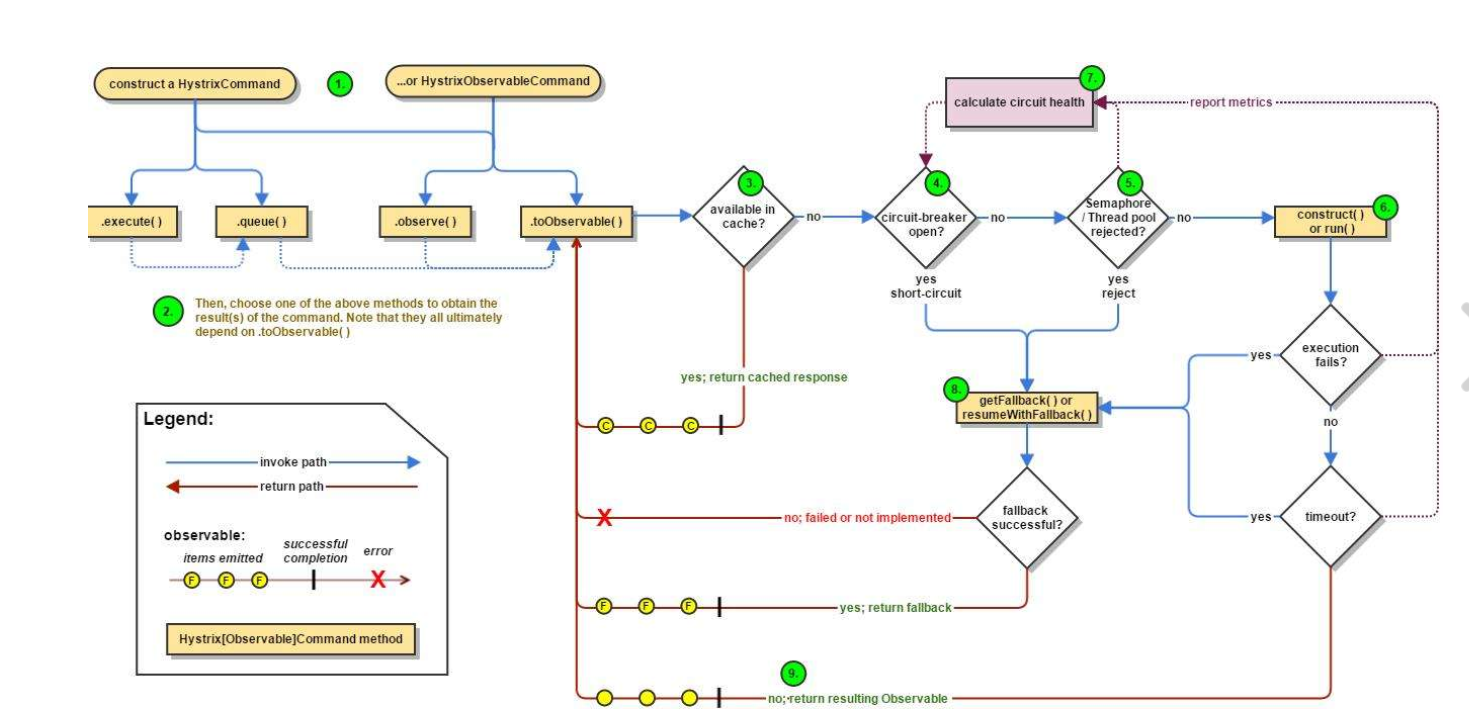 construct a HystrixCommand
1.
...or HystrixObservableCommand
7.
calculate circuit health
report metrics
.execute( )
.queue( )
.observe( )
.toObservable( )
3.
available in
cache?
no
4.
circuit-breaker
open?
no
5.
Semaphore
/ Thread pool
rejected?
no
6.
construct( )
or run( )
yes
short-circuit
yes
reject
2.
Then, choose one of the above methods to obtain the
result(s) of the command. Note that they all ultimately
depend on .toObservable( )
yes
execution
fails?
yes; return cached response
8.
getFallback( ) or
resumeWithFallback( )
no
C
C
C
Legend:
invoke path
return path
X
no; failed or not implemented
fallback
successful?
yes
timeout?
observable:
items emitted
successful
completion
error
F
F
F
X
F
F
F
yes; return fallback
Hystrix[Observable]Command method
9.
no; return resulting Observable